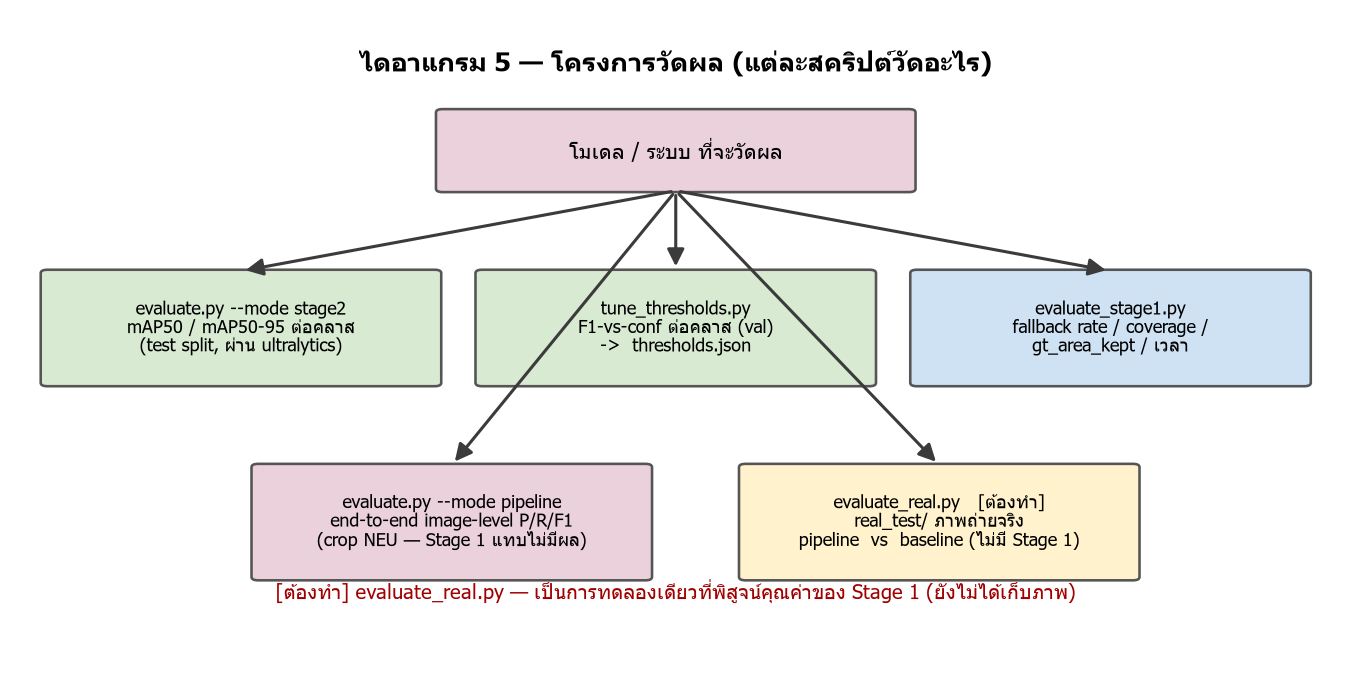 ไดอาแกรม 5 — โครงการวัดผล (แต่ละสคริปต์วัดอะไร)
โมเดล / ระบบ ที่จะวัดผล
evaluate.py --mode stage2
mAP50 / mAP50-95 ต่อคลาส
(test split, ผ่าน ultralytics)
tune_thresholds.py
F1-vs-conf ต่อคลาส (val)
-> thresholds.json
evaluate_stage1.py
fallback rate / coverage /
gt_area_kept / เวลา
evaluate.py --mode pipeline
end-to-end image-level P/R/F1
(crop NEU — Stage 1 แทบไม่มีผล)
evaluate_real.py [ต้องทำ]
real_test/ ภาพถ่ายจริง
pipeline vs baseline (ไม่มี Stage 1)
[ต้องทำ] evaluate_real.py — เป็นการทดลองเดียวที่พิสูจน์คุณค่าของ Stage 1 (ยังไม่ได้เก็บภาพ)